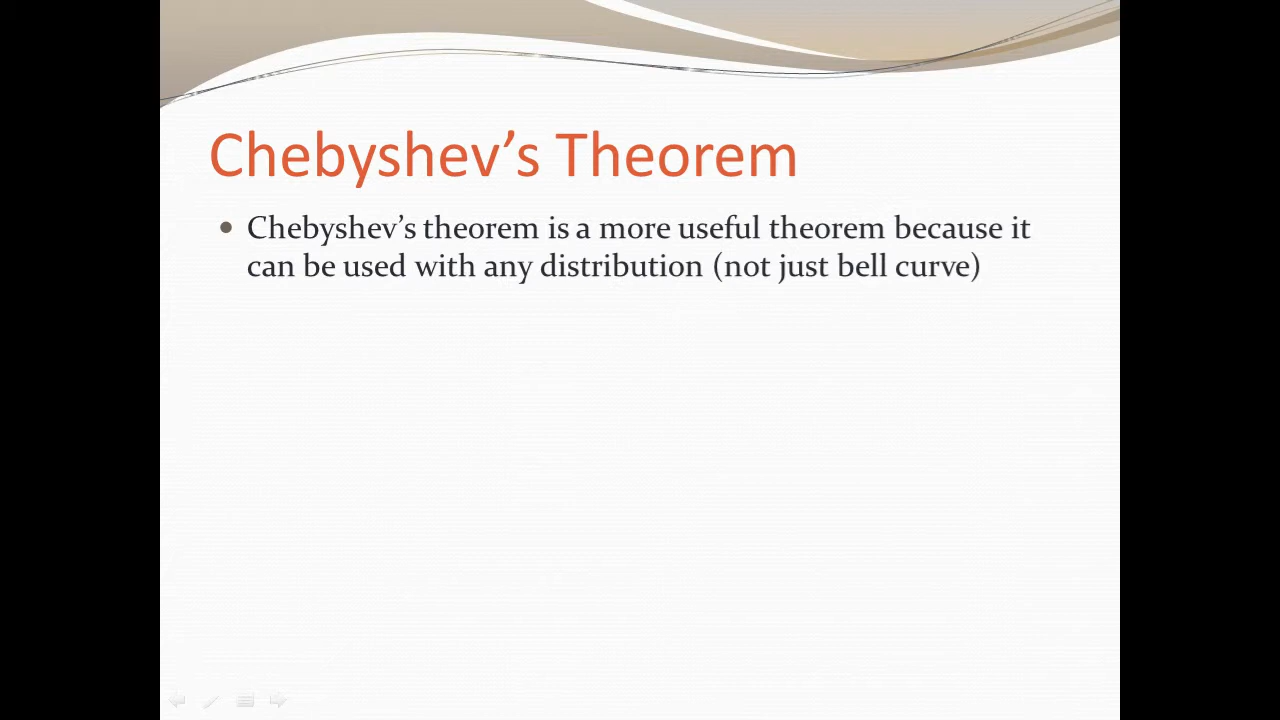 Chebyshev’s Theorem
• Chebyshev’s theorem is a more useful theorem because it
can be used with any distribution (not just bell curve)